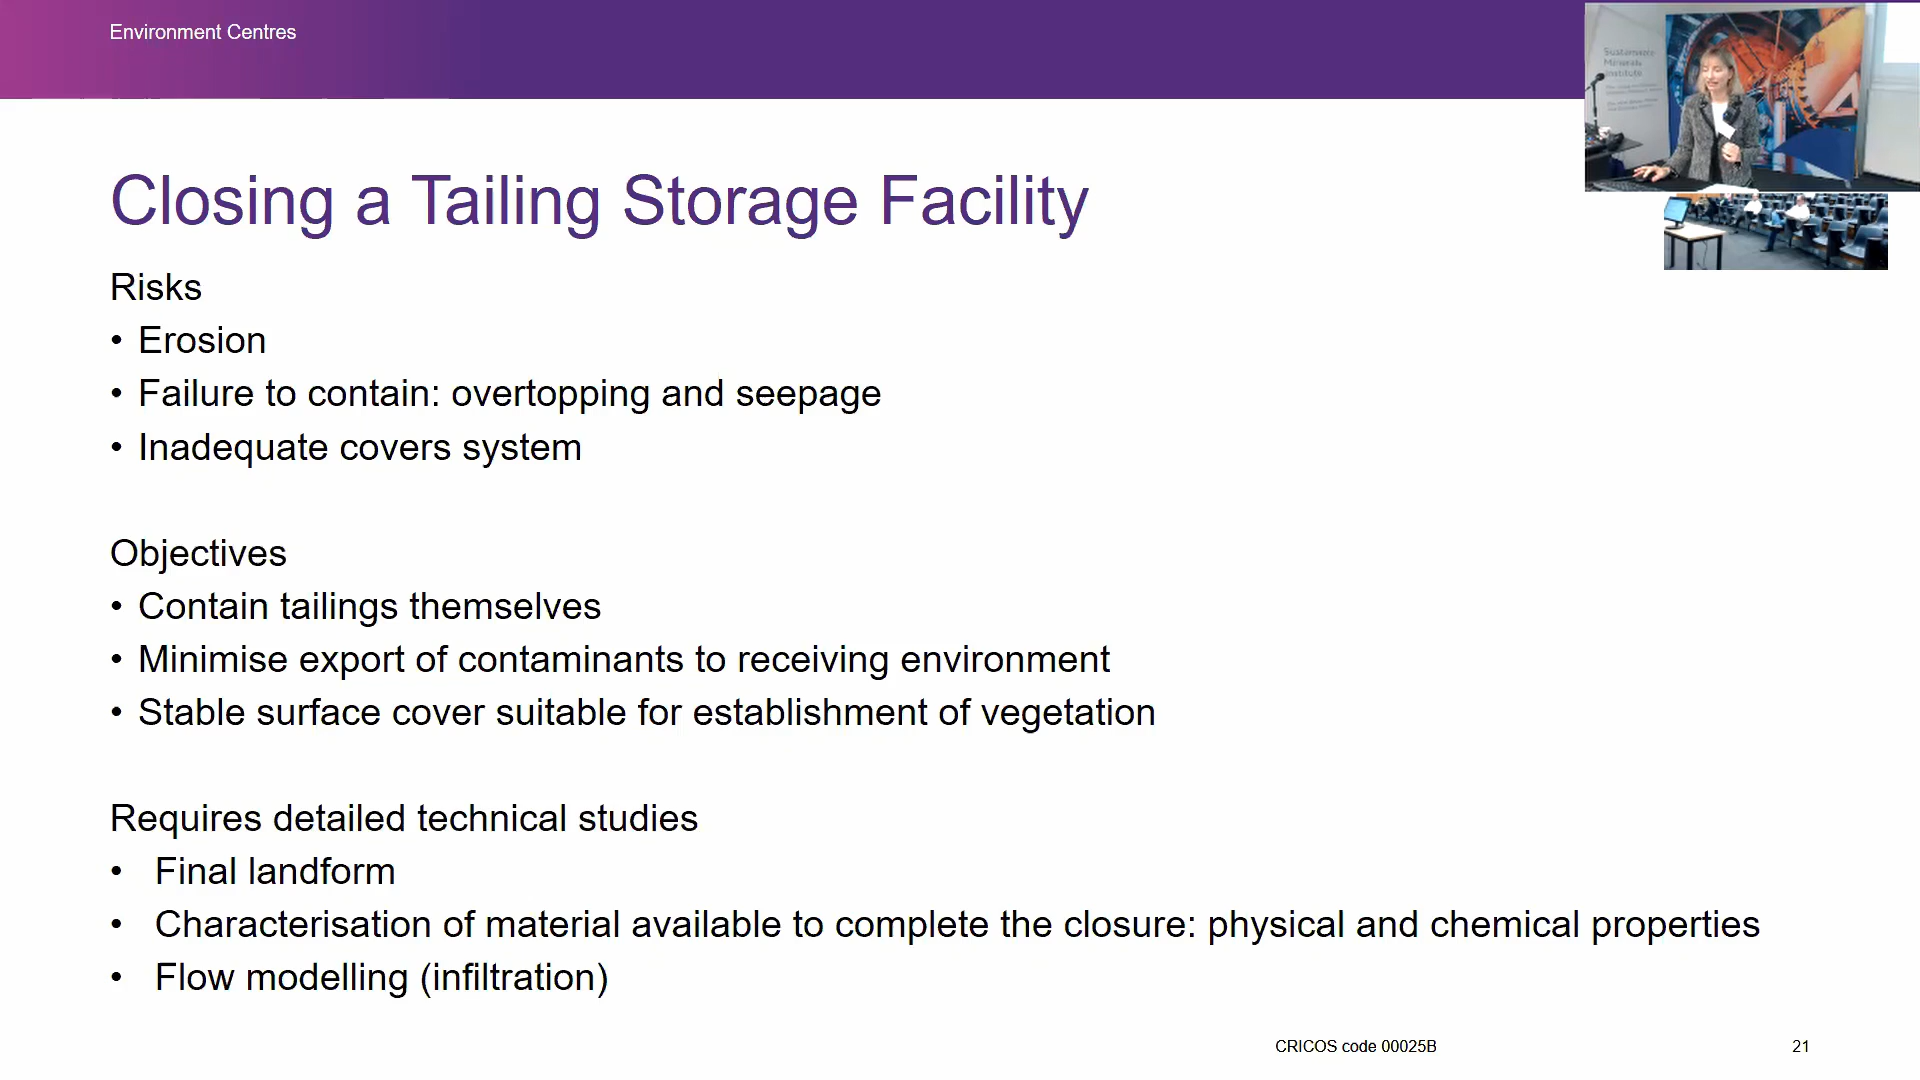 Environment Centres
Sustainable
Minerals
Institute
Closing a Tailing Storage Facility
Risks
• Erosion
• Failure to contain: overtopping and seepage
• Inadequate covers system
Objectives
• Contain tailings themselves
• Minimise export of contaminants to receiving environment
• Stable surface cover suitable for establishment of vegetation
Requires detailed technical studies
• Final landform
• Characterisation of material available to complete the closure: physical and chemical properties
• Flow modelling (infiltration)
CRICOS code 00025B
21